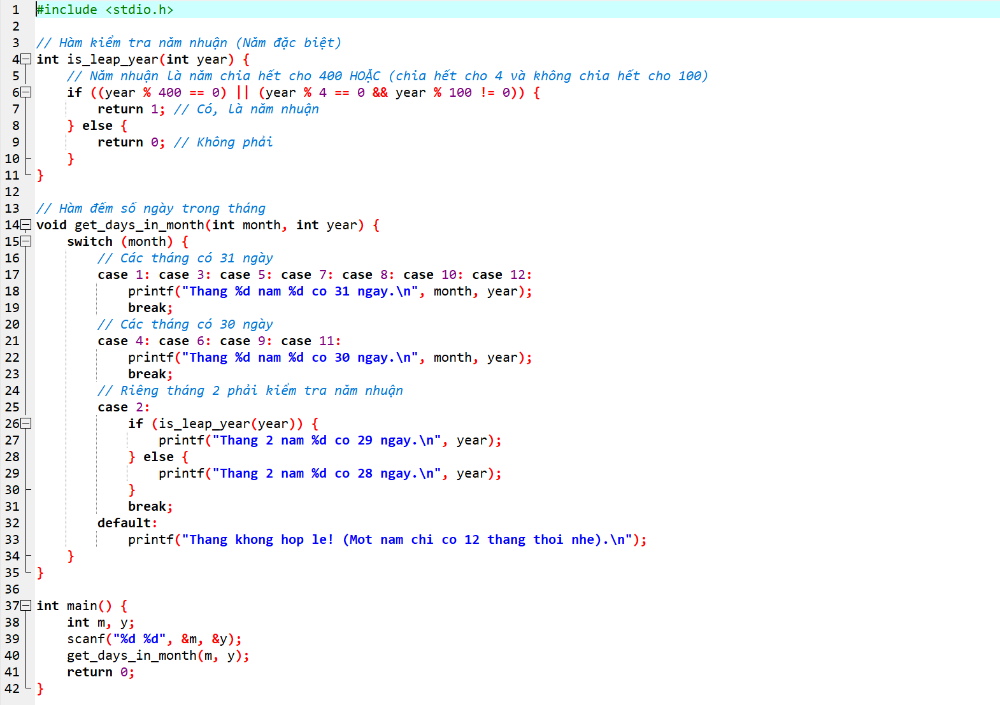 1 #include <stdio.h>
2
3 // Hàm kiểm tra năm nhuận (Năm đặc biệt)
4 int is_leap_year(int year) {
5 // Năm nhuận là năm chia hết cho 400 HOẶC (chia hết cho 4 và không chia hết cho 100)
6 if ((year % 400 == 0) || (year % 4 == 0 && year % 100 != 0)) {
7 return 1; // Có, là năm nhuận
8 } else {
9 return 0; // Không phải
10 }
11 }
12
13 // Hàm đếm số ngày trong tháng
14 void get_days_in_month(int month, int year) {
15 switch (month) {
16 // Các tháng có 31 ngày
17 case 1: case 3: case 5: case 7: case 8: case 10: case 12:
18 printf("Thang %d nam %d co 31 ngay.\n", month, year);
19 break;
20 // Các tháng có 30 ngày
21 case 4: case 6: case 9: case 11:
22 printf("Thang %d nam %d co 30 ngay.\n", month, year);
23 break;
24 // Riêng tháng 2 phải kiểm tra năm nhuận
25 case 2:
26 if (is_leap_year(year)) {
27 printf("Thang 2 nam %d co 29 ngay.\n", year);
28 } else {
29 printf("Thang 2 nam %d co 28 ngay.\n", year);
30 }
31 break;
32 default:
33 printf("Thang khong hop le! (Mot nam chi co 12 thang thoi nhe).\n");
34 }
35 }
36
37 int main() {
38 int m, y;
39 scanf("%d %d", &m, &y);
40 get_days_in_month(m, y);
41 return 0;
42 }